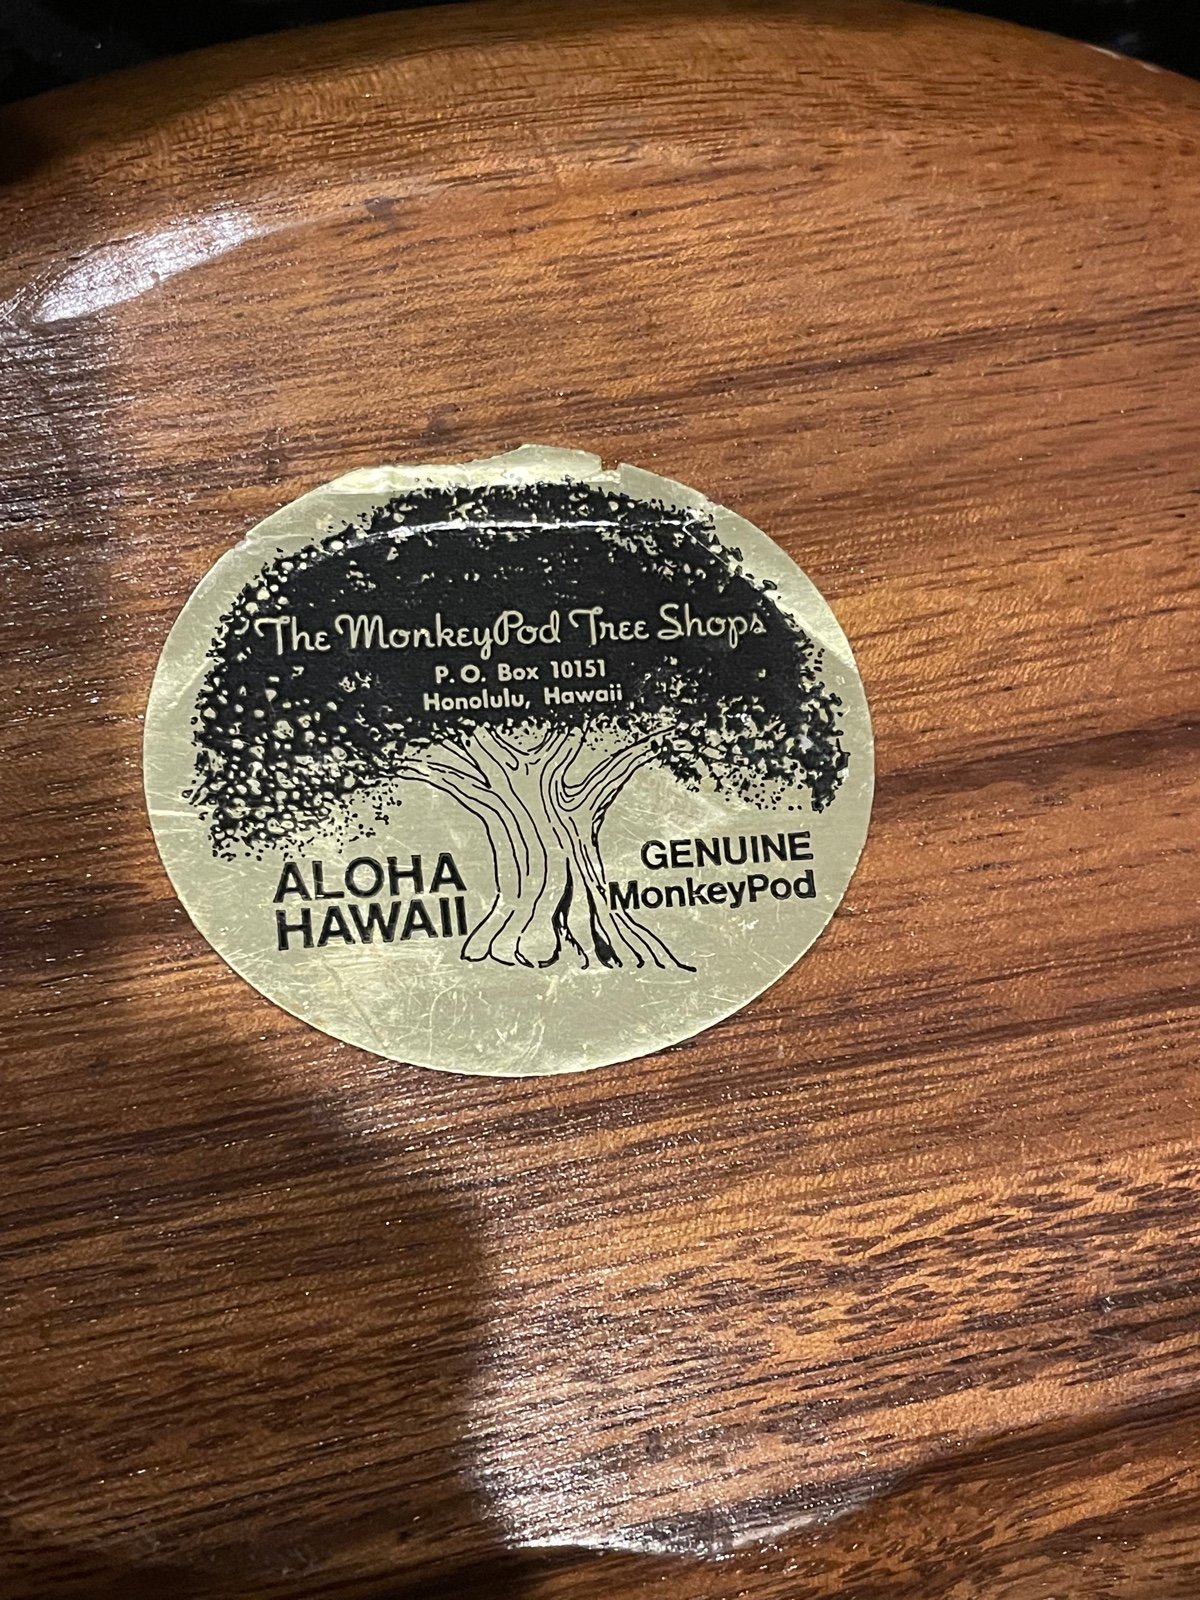 The MonkeyPod Tree Shops
P.O. Box 10151
Honolulu, Hawaii
ALOHA
HAWAII
GENUINE
MonkeyPod